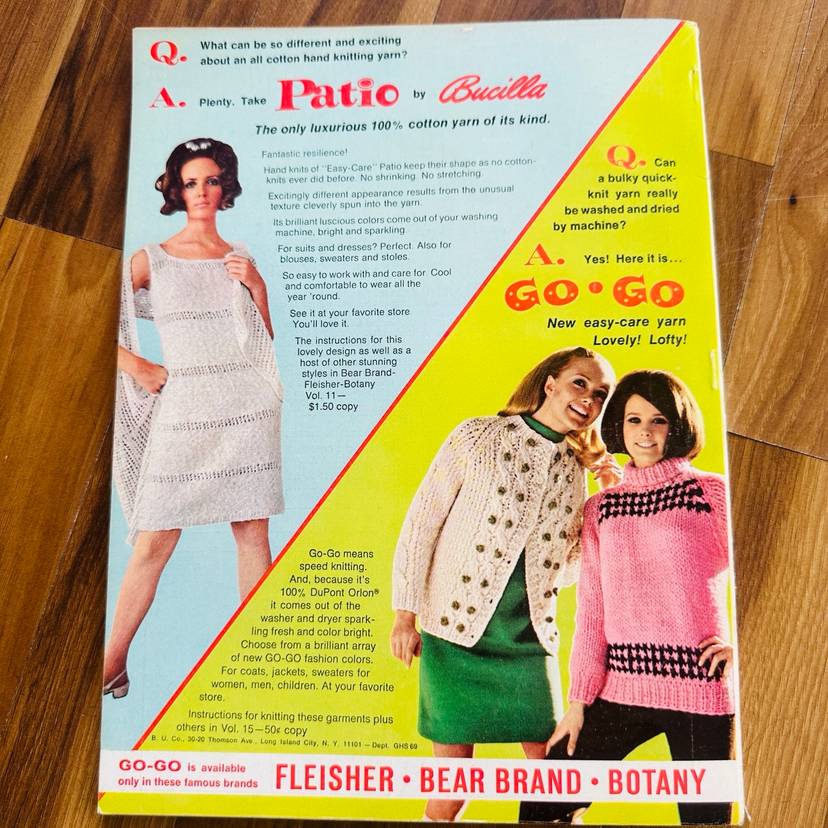 Q. What can be so different and exciting
about an all cotton hand knitting yarn?
A. Plenty. Take Patio by Bucilla
The only luxurious 100% cotton yarn of its kind.
Fantastic resilience!
Hand knits of "Easy-Care" Patio keep their shape as no cotton-
knits ever did before. No shrinking. No stretching.
Excitingly different appearance results from the unusual
texture cleverly spun into the yarn.
Its brilliant luscious colors come out of your washing
machine, bright and sparkling.
For suits and dresses? Perfect. Also for
blouses, sweaters and stoles.
So easy to work with and care for. Cool
and comfortable to wear all the
year 'round.
See it at your favorite store
You'll love it.
The instructions for this
lovely design as well as a
host of other stunning
styles in Bear Brand-
Fleisher-Botany
Vol. 11—
$1.50 copy
Q. Can
a bulky quick-
knit yarn really
be washed and dried
by machine?
A. Yes! Here it is...
GO•GO
New easy-care yarn
Lovely! Lofty!
Go-Go means
speed knitting.
And, because it's
100% DuPont Orlon®
it comes out of the
washer and dryer spark-
ling fresh and color bright.
Choose from a brilliant array
of new GO-GO fashion colors.
For coats, jackets, sweaters for
women, men, children. At your favorite
store.
Instructions for knitting these garments plus
others in Vol. 15—50¢ copy
B. U. Co., 30-20 Thomson Ave., Long Island City, N. Y. 11101 — Dept. GHS69
GO-GO is available
only in these famous brands
FLEISHER • BEAR BRAND • BOTANY